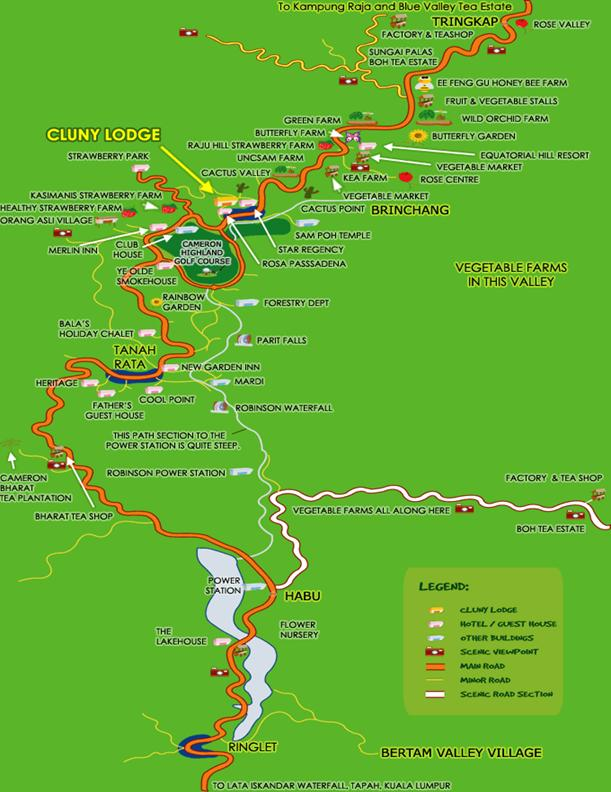 To Kampung Raja and Blue Valley Tea Estate
TRINGKAP
ROSE VALLEY
FACTORY & TEASHOP
SUNGAI PALAS
BOH TEA ESTATE
EE FENG GU HONEY BEE FARM
FRUIT & VEGETABLE STALLS
GREEN FARM
WILD ORCHID FARM
BUTTERFLY FARM
BUTTERFLY GARDEN
CLUNY LODGE
RAJU HILL STRAWBERRY FARM
EQUATORIAL HILL RESORT
STRAWBERRY PARK
UNCSAM FARM
VEGETABLE MARKET
CACTUS VALLEY
KEA FARM
ROSE CENTRE
KASIMANIS STRAWBERRY FARM
VEGETABLE MARKET
HEALTHY STRAWBERRY FARM
CACTUS POINT
BRINCHANG
ORANG ASLI VILLAGE
SAM POH TEMPLE
MERLIN INN
CLUB
HOUSE
CAMERON
HIGHLAND
GOLF COURSE
STAR REGENCY
ROSA PASSSADENA
YE OLDE
SMOKEHOUSE
VEGETABLE FARMS
IN THIS VALLEY
RAINBOW
GARDEN
FORESTRY DEPT
BALA'S
HOLIDAY CHALET
PARIT FALLS
TANAH
RATA
NEW GARDEN INN
HERITAGE
MARDI
FATHER'S
GUEST HOUSE
COOL POINT
ROBINSON WATERFALL
THIS PATH SECTION TO THE
POWER STATION IS QUITE STEEP.
ROBINSON POWER STATION
CAMERON
BHARAT
TEA PLANTATION
FACTORY & TEA SHOP
BHARAT TEA SHOP
VEGETABLE FARMS ALL ALONG HERE
BOH TEA ESTATE
POWER
STATION
HABU
LEGEND:
CLUNY LODGE
HOTEL / GUEST HOUSE
OTHER BUILDINGS
SCENIC VIEWPOINT
MAIN ROAD
MINOR ROAD
SCENIC ROAD SECTION
FLOWER
NURSERY
THE
LAKEHOUSE
RINGLET
BERTAM VALLEY VILLAGE
TO LATA ISKANDAR WATERFALL, TAPAH, KUALA LUMPUR